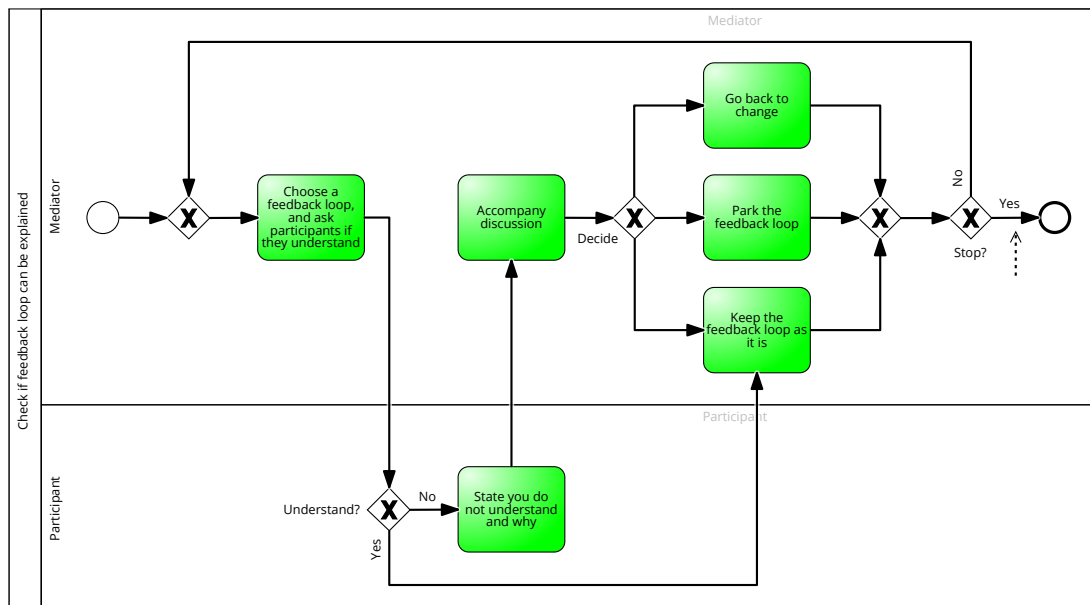 Mediator
Check if feedback loop can be explained
Mediator
Choose a
feedback loop,
and ask
participants if
they understand
Accompany
discussion
Decide
Go back to
change
Park the
feedback loop
Keep the
feedback loop as
it is
No
Yes
Stop?
Participant
Participant
Understand?
No
Yes
State you do
not understand
and why